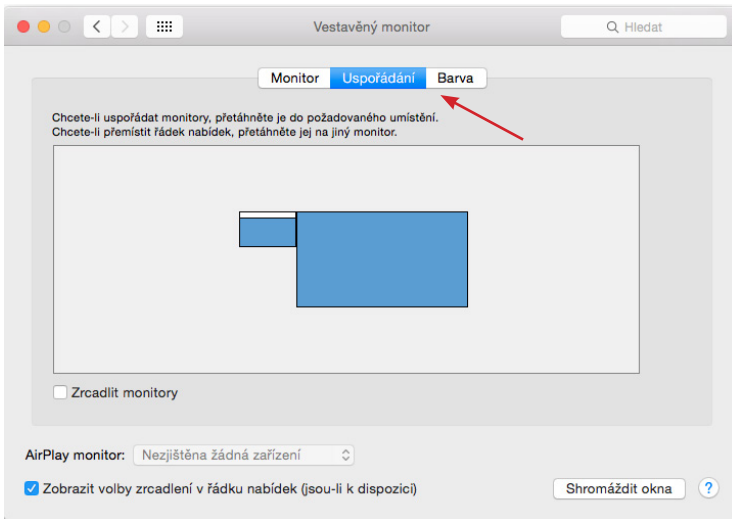 Vestavěný monitor
Hledat
Monitor Uspořádání Barva
Chcete-li uspořádat monitory, přetáhněte je do požadovaného umístění.
Chcete-li přemístit řádek nabídek, přetáhněte jej na jiný monitor.
Zrcadlit monitory
AirPlay monitor: Nezjištěna žádná zařízení
Zobrazit volby zrcadlení v řádku nabídek (jsou-li k dispozici)
Shromáždit okna ?